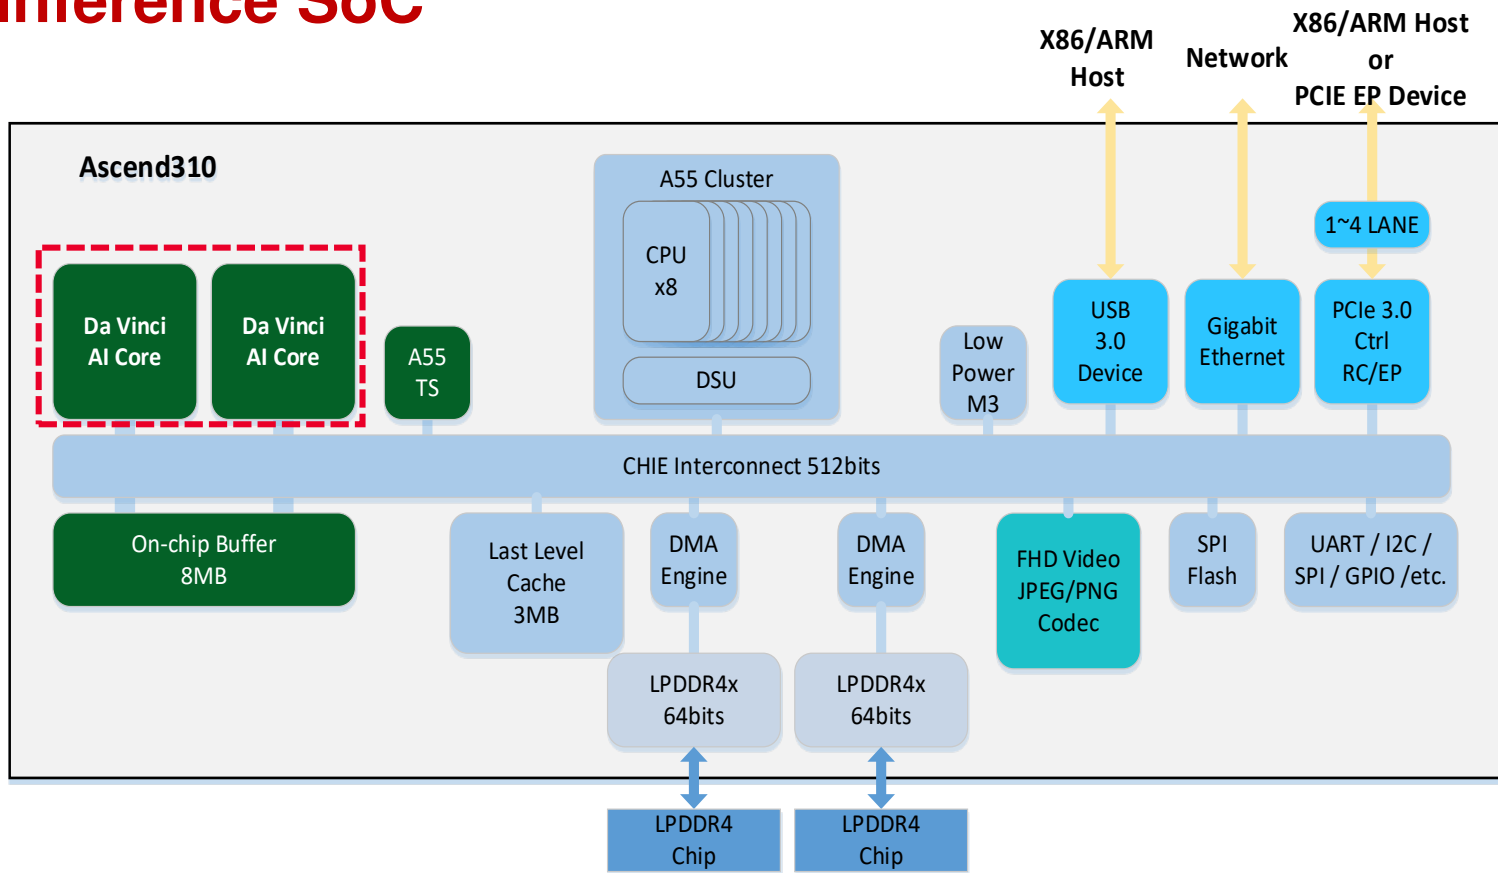 Inference SoC
X86/ARM
Host
Network
X86/ARM Host
or
PCIE EP Device
Ascend310
A55 Cluster
CPU
x8
DSU
1~4 LANE
Da Vinci
AI Core
Da Vinci
AI Core
A55
TS
Low
Power
M3
USB
3.0
Device
Gigabit
Ethernet
PCIe 3.0
Ctrl
RC/EP
CHIE Interconnect 512bits
On-chip Buffer
8MB
Last Level
Cache
3MB
DMA
Engine
DMA
Engine
FHD Video
JPEG/PNG
Codec
SPI
Flash
UART / I2C /
SPI / GPIO /etc.
LPDDR4x
64bits
LPDDR4x
64bits
LPDDR4
Chip
LPDDR4
Chip